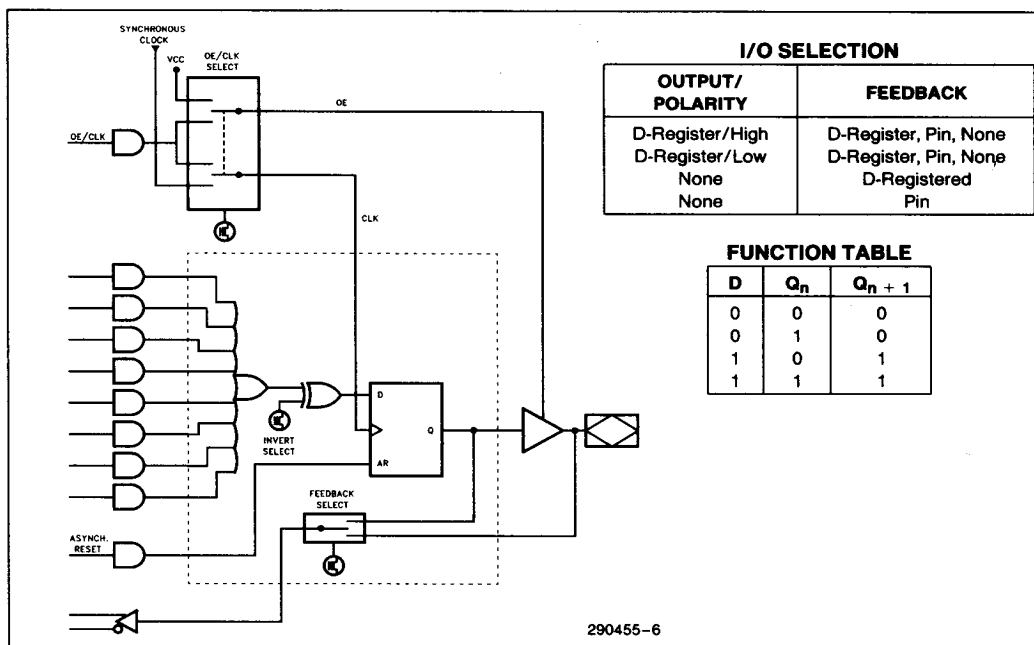 SYNCHRONOUS
CLOCK
VCC
OE/CLK
SELECT
OE
OE/CLK
CLK
D
Q
AR
INVERT
SELECT
FEEDBACK
SELECT
ASYNCH.
RESET
I/O SELECTION
OUTPUT/ POLARITY FEEDBACK
D-Register/High D-Register, Pin, None
D-Register/Low D-Register, Pin, None
None D-Registered
None Pin
FUNCTION TABLE
D Qn Qn + 1
0 0 0
0 1 0
1 0 1
1 1 1
290455-6